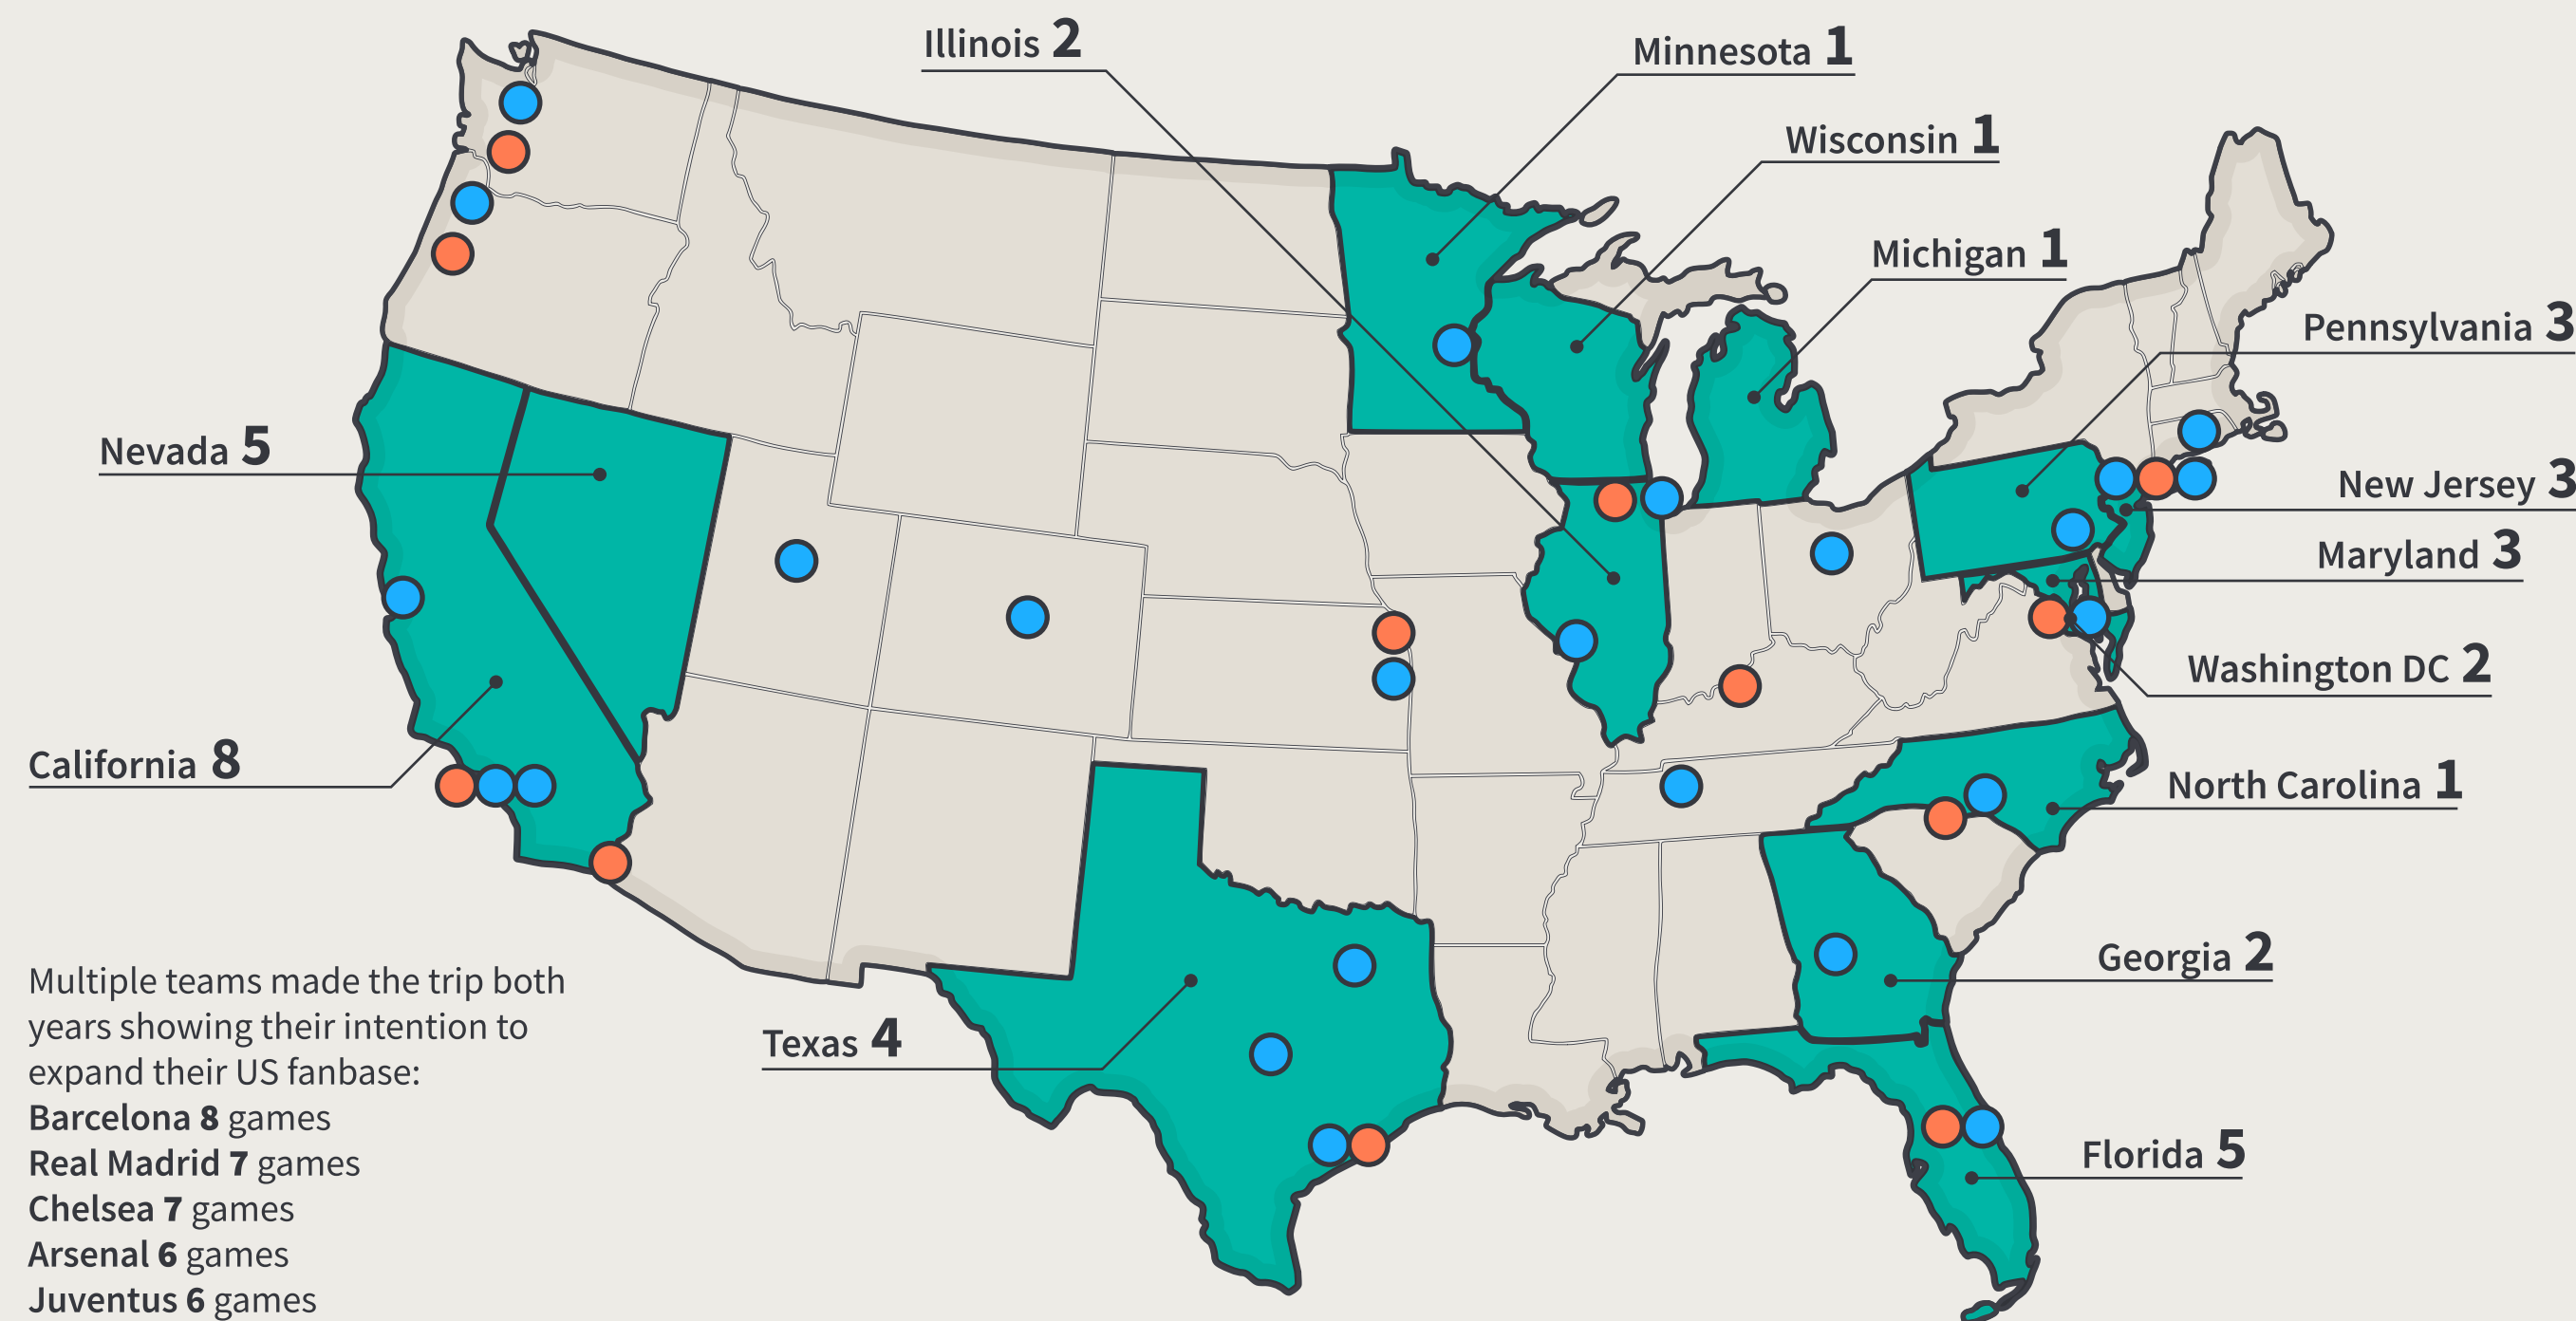 Illinois 2
Minnesota 1
Wisconsin 1
Michigan 1
Pennsylvania 3
Nevada 5
New Jersey 3
Maryland 3
Washington DC 2
California 8
North Carolina 1
Georgia 2
Texas 4
Florida 5
Multiple teams made the trip both
years showing their intention to
expand their US fanbase:
Barcelona 8 games
Real Madrid 7 games
Chelsea 7 games
Arsenal 6 games
Juventus 6 games